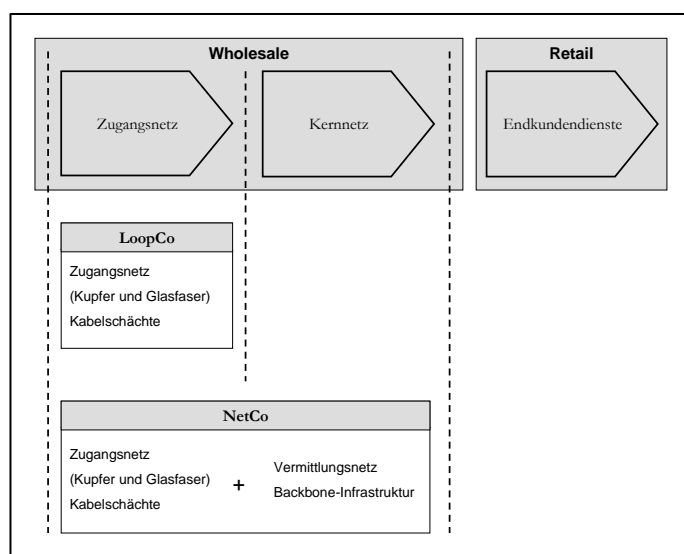 Wholesale
Retail
Zugangsnetz
Kernnetz
Endkundendienste
LoopCo
Zugangsnetz
(Kupfer und Glasfaser)
Kabelschächte
NetCo
Zugangsnetz
(Kupfer und Glasfaser)
Kabelschächte
+
Vermittlungsnetz
Backbone-Infrastruktur